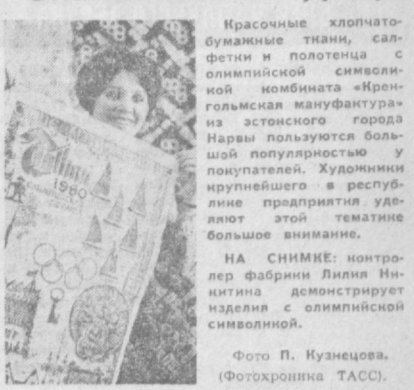 Tallinn
1980
Красочные хлопчато-
бумажные ткани, сал-
фетки и полотенца с
олимпийской символи-
кой комбината «Крен-
гольмская мануфактура»
из эстонского города
Нарвы пользуются боль-
шой популярностью у
покупателей. Художники
крупнейшего в респуб-
лике предприятия уде-
ляют этой тематике
большое внимание.
НА СНИМКЕ: контро-
лер фабрики Лилия Ни-
китина демонстрирует
изделия с олимпийской
символикой.
Фото П. Кузнецова.
(Фотохроника ТАСС).